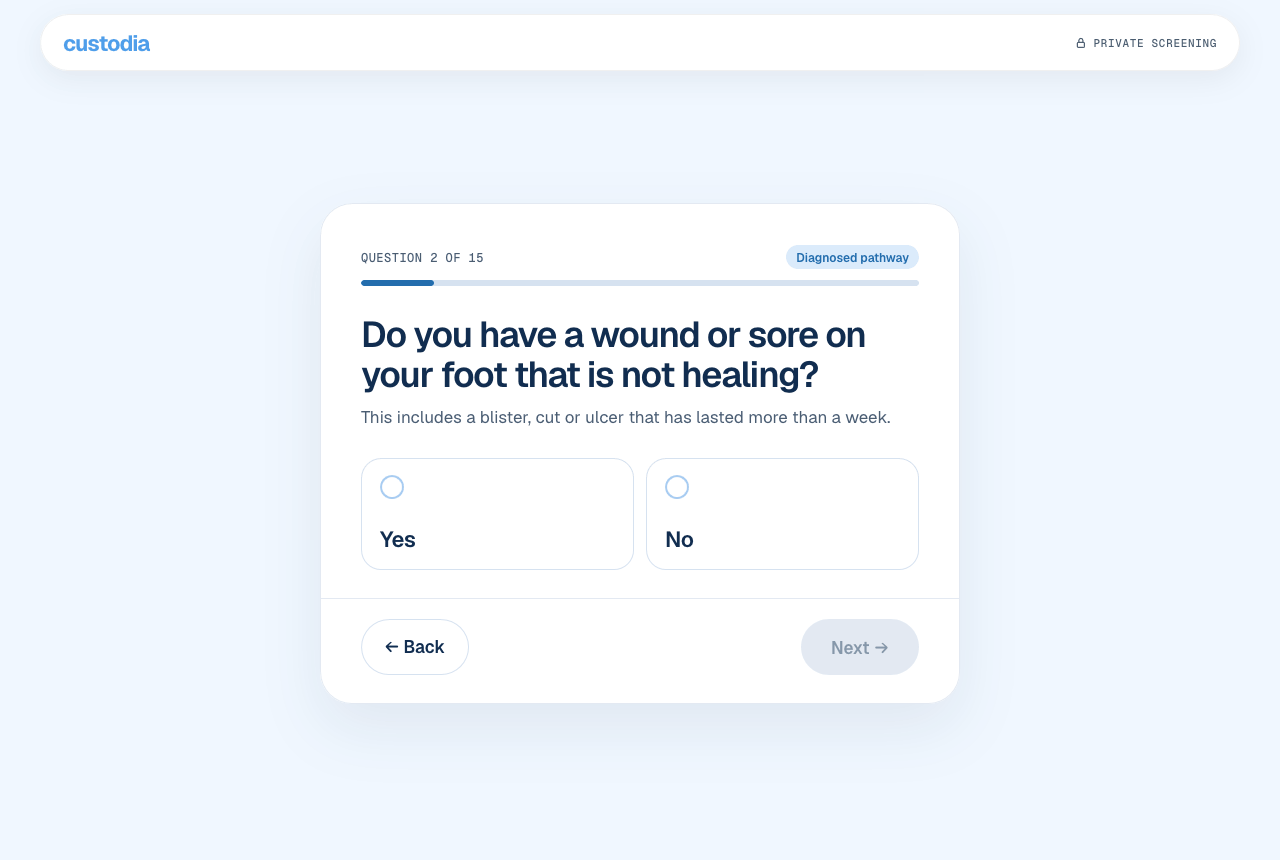 custodia
PRIVATE SCREENING
QUESTION 2 OF 15
Diagnosed pathway
Do you have a wound or sore on
your foot that is not healing?
This includes a blister, cut or ulcer that has lasted more than a week.
Yes
No
← Back
Next →